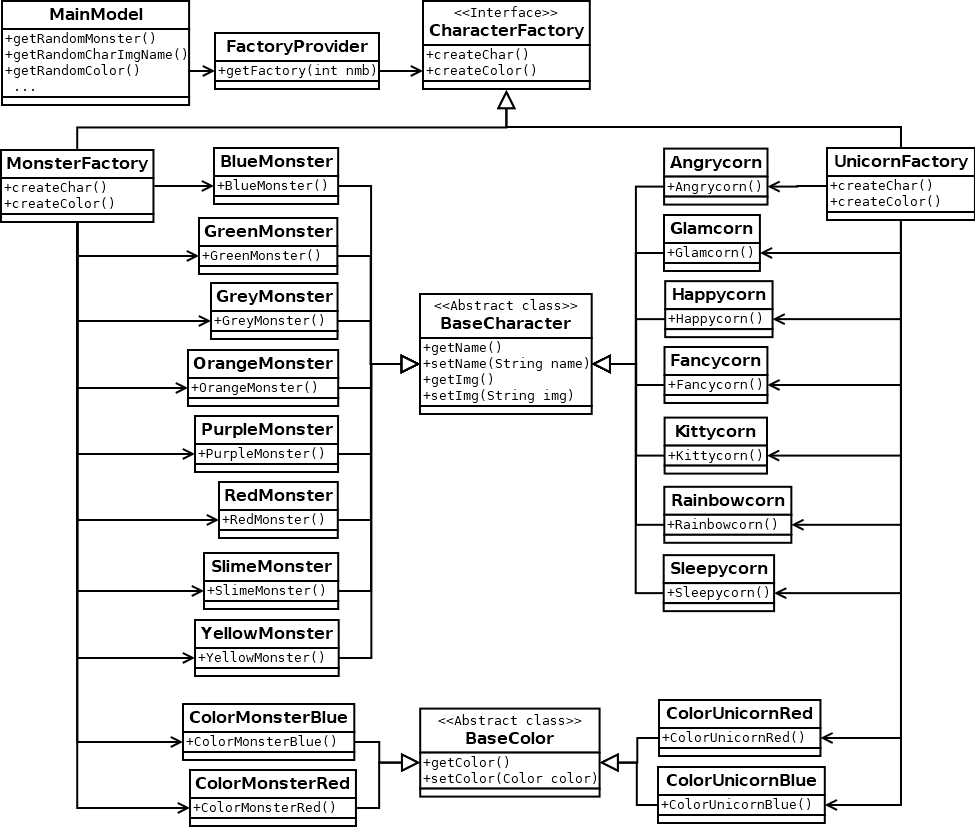 MainModel
+getRandomMonster()
+getRandomCharImgName()
+getRandomColor()
...
FactoryProvider
+getFactory(int nmb)
<<Interface>>
CharacterFactory
+createChar()
+createColor()
MonsterFactory
+createChar()
+createColor()
BlueMonster
+BlueMonster()
GreenMonster
+GreenMonster()
GreyMonster
+GreyMonster()
OrangeMonster
+OrangeMonster()
PurpleMonster
+PurpleMonster()
RedMonster
+RedMonster()
SlimeMonster
+SlimeMonster()
YellowMonster
+YellowMonster()
ColorMonsterBlue
+ColorMonsterBlue()
ColorMonsterRed
+ColorMonsterRed()
<<Abstract class>>
BaseCharacter
+getName()
+setName(String name)
+getImg()
+setImg(String img)
<<Abstract class>>
BaseColor
+getColor()
+setColor(Color color)
Angrycorn
+Angrycorn()
Glamcorn
+Glamcorn()
Happycorn
+Happycorn()
Fancycorn
+Fancycorn()
Kittycorn
+Kittycorn()
Rainbowcorn
+Rainbowcorn()
Sleepycorn
+Sleepycorn()
ColorUnicornRed
+ColorUnicornRed()
ColorUnicornBlue
+ColorUnicornBlue()
UnicornFactory
+createChar()
+createColor()